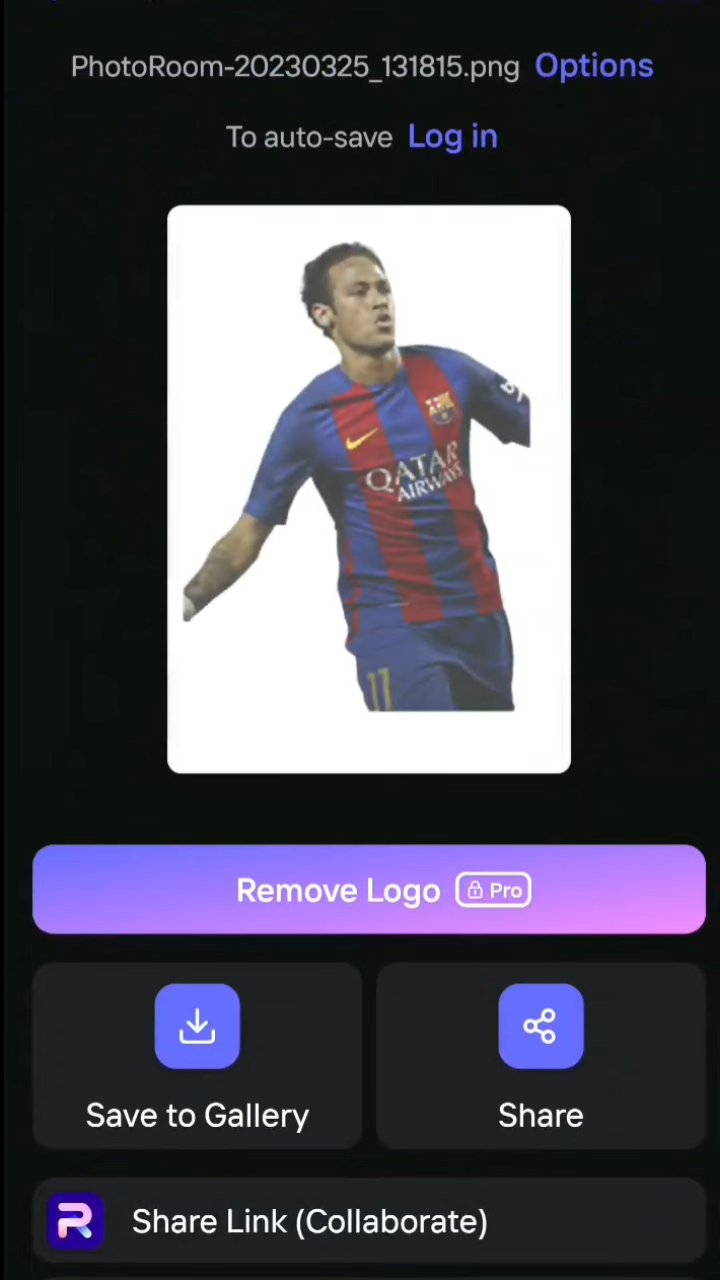 PhotoRoom-20230325_131815.png Options
To auto-save Log in
QATAR
AIRWAYS
11
Remove Logo Pro
Save to Gallery
Share
Share Link (Collaborate)